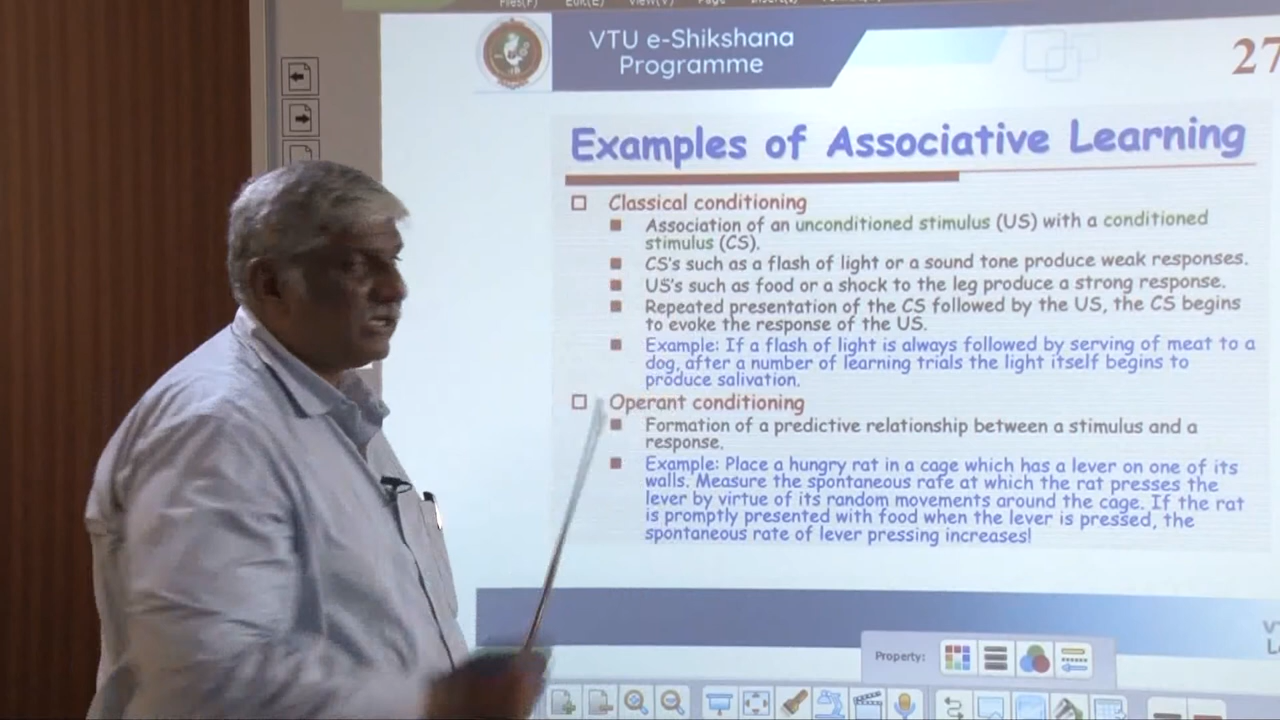 Files(F) Edit(E) View(V) Page
VTU e-Shikshana
Programme
27
Examples of Associative Learning
Classical conditioning
Association of an unconditioned stimulus (US) with a conditioned
stimulus (CS).
CS's such as a flash of light or a sound tone produce weak responses.
US's such as food or a shock to the leg produce a strong response.
Repeated presentation of the CS followed by the US, the CS begins
to evoke the response of the US.
Example: If a flash of light is always followed by serving of meat to a
dog, after a number of learning trials the light itself begins to
produce salivation.
Operant conditioning
Formation of a predictive relationship between a stimulus and a
response.
Example: Place a hungry rat in a cage which has a lever on one of its
walls. Measure the spontaneous rate at which the rat presses the
lever by virtue of its random movements around the cage. If the rat
is promptly presented with food when the lever is pressed, the
spontaneous rate of lever pressing increases!
Property: